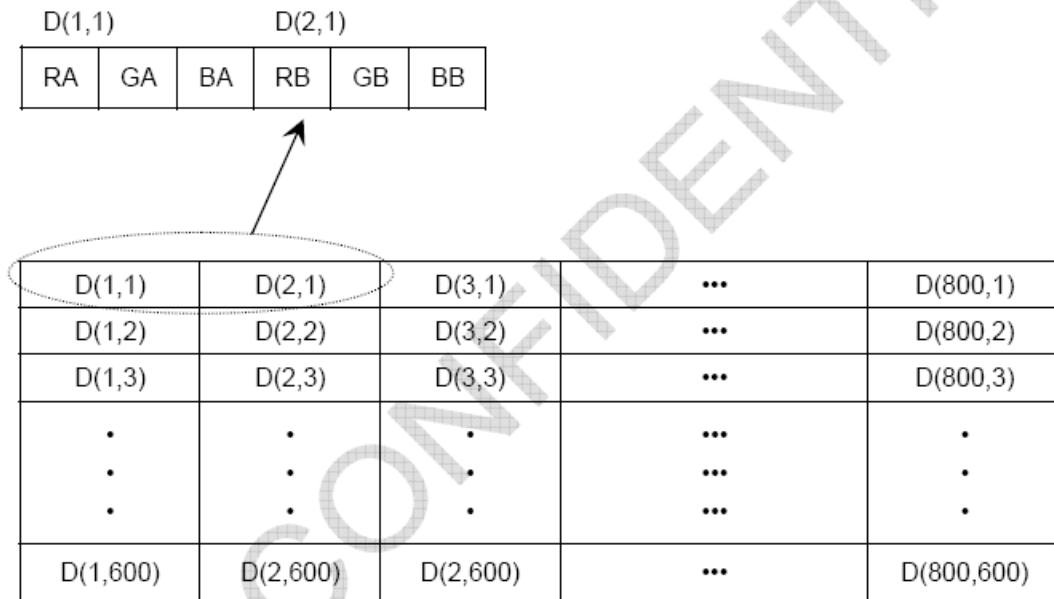 D(1,1) D(2,1)
RA GA BA RB GB BB
D(1,1) D(2,1) D(3,1) ••• D(800,1)
D(1,2) D(2,2) D(3,2) ••• D(800,2)
D(1,3) D(2,3) D(3,3) ••• D(800,3)
• • • ••• •
• • • ••• •
• • • ••• •
D(1,600) D(2,600) D(2,600) ••• D(800,600)
CONFIDENT